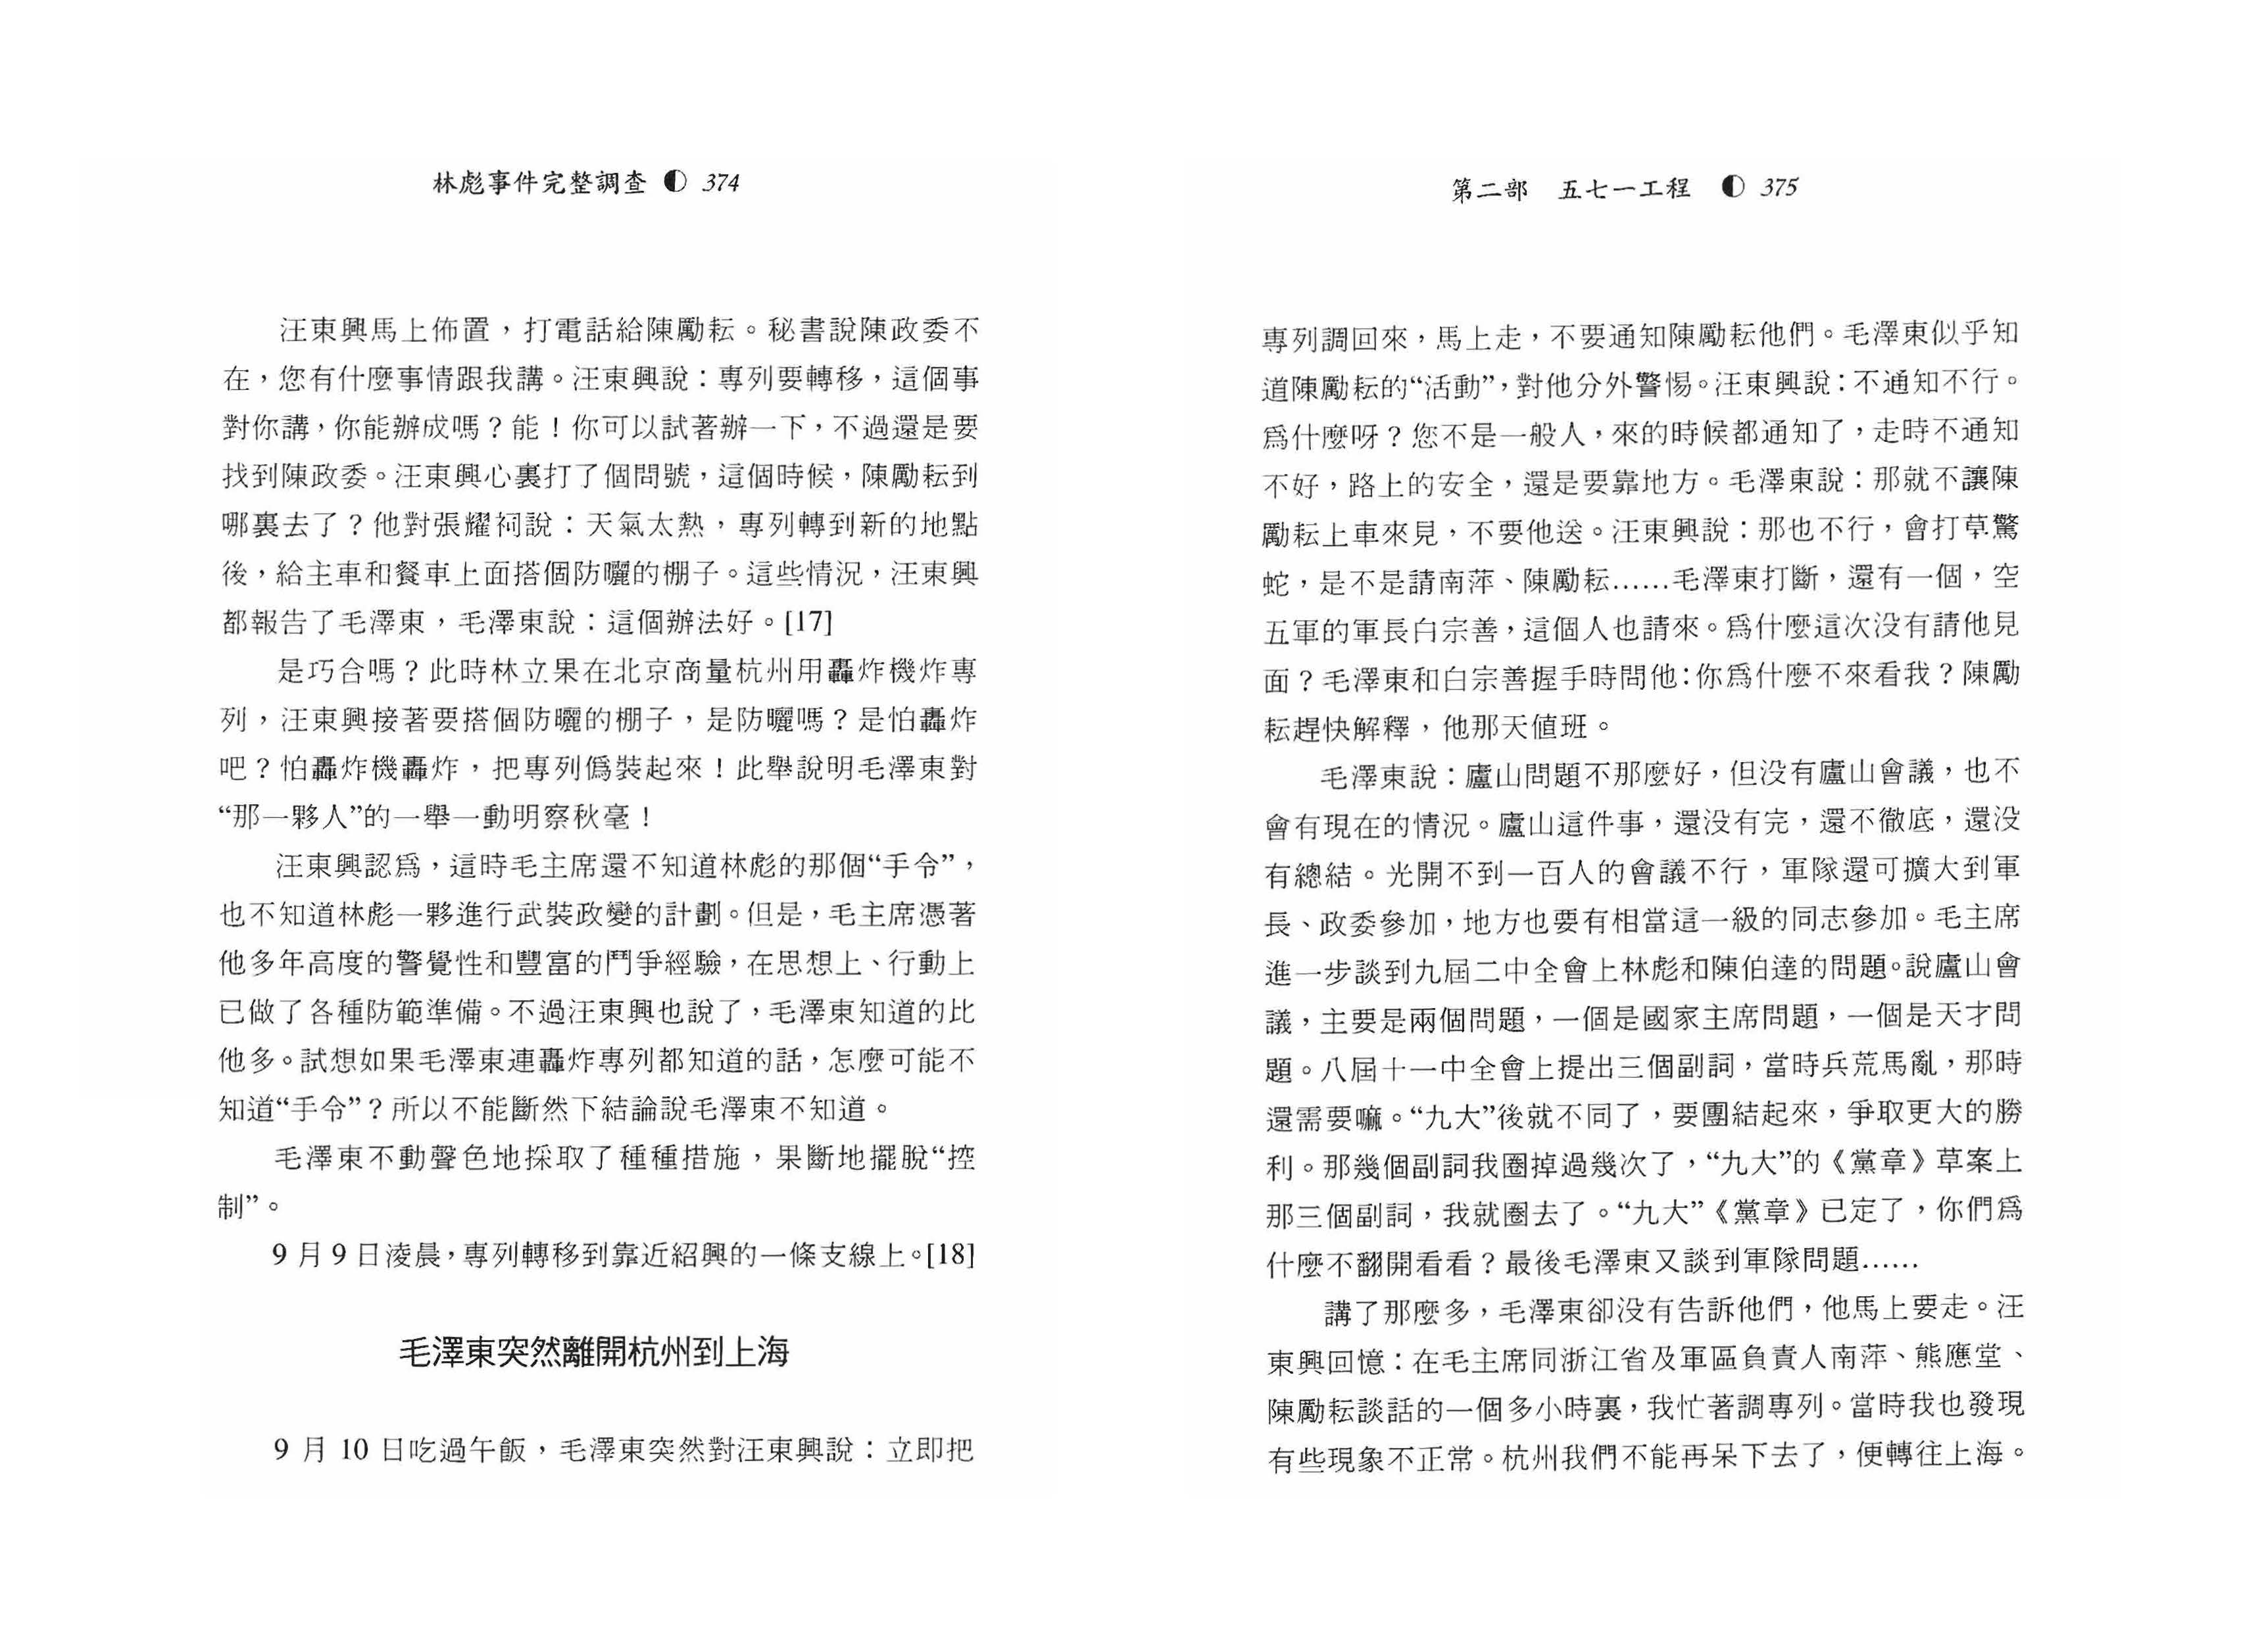 林彪事件完整調查 ◐ 374
汪東興馬上佈置，打電話給陳勵耘。秘書說陳政委不
在，您有什麼事情跟我講。汪東興說：專列要轉移，這個事
對你講，你能辦成嗎？能！你可以試著辦一下，不過還是要
找到陳政委。汪東興心裏打了個問號，這個時候，陳勵耘到
哪裏去了？他對張耀祠說：天氣太熱，專列轉到新的地點
後，給主車和餐車上面搭個防曬的棚子。這些情況，汪東興
都報告了毛澤東，毛澤東說：這個辦法好。[17]
是巧合嗎？此時林立果在北京商量杭州用轟炸機炸專
列，汪東興接著要搭個防曬的棚子，是防曬嗎？是怕轟炸
吧？怕轟炸機轟炸，把專列僞裝起來！此舉說明毛澤東對
“那一夥人”的一舉一動明察秋毫！
汪東興認爲，這時毛主席還不知道林彪的那個“手令”，
也不知道林彪一夥進行武裝政變的計劃。但是，毛主席憑著
他多年高度的警覺性和豐富的鬥爭經驗，在思想上、行動上
已做了各種防範準備。不過汪東興也說了，毛澤東知道的比
他多。試想如果毛澤東連轟炸專列都知道的話，怎麼可能不
知道“手令”？所以不能斷然下結論說毛澤東不知道。
毛澤東不動聲色地採取了種種措施，果斷地擺脫“控
制”。
9 月 9 日淩晨，專列轉移到靠近紹興的一條支線上。[18]
毛澤東突然離開杭州到上海
9 月 10 日吃過午飯，毛澤東突然對汪東興說：立即把
第二部 五七一工程 ◐ 375
專列調回來，馬上走，不要通知陳勵耘他們。毛澤東似乎知
道陳勵耘的“活動”，對他分外警惕。汪東興說：不通知不行。
爲什麼呀？您不是一般人，來的時候都通知了，走時不通知
不好，路上的安全，還是要靠地方。毛澤東說：那就不讓陳
勵耘上車來見，不要他送。汪東興說：那也不行，會打草驚
蛇，是不是請南萍、陳勵耘……毛澤東打斷，還有一個，空
五軍的軍長白宗善，這個人也請來。爲什麼這次没有請他見
面？毛澤東和白宗善握手時問他：你爲什麼不來看我？陳勵
耘趕快解釋，他那天値班。
毛澤東說：廬山問題不那麼好，但没有廬山會議，也不
會有現在的情況。廬山這件事，還没有完，還不徹底，還没
有總結。光開不到一百人的會議不行，軍隊還可擴大到軍
長、政委參加，地方也要有相當這一級的同志參加。毛主席
進一步談到九屆二中全會上林彪和陳伯達的問題。說廬山會
議，主要是兩個問題，一個是國家主席問題，一個是天才問
題。八屆十一中全會上提出三個副詞，當時兵荒馬亂，那時
還需要嘛。“九大”後就不同了，要團結起來，爭取更大的勝
利。那幾個副詞我圈掉過幾次了，“九大”的《黨章》草案上
那三個副詞，我就圈去了。“九大”《黨章》已定了，你們爲
什麼不翻開看看？最後毛澤東又談到軍隊問題……
講了那麼多，毛澤東卻没有告訴他們，他馬上要走。汪
東興回憶：在毛主席同浙江省及軍區負責人南萍、熊應堂、
陳勵耘談話的一個多小時裏，我忙著調專列。當時我也發現
有些現象不正常。杭州我們不能再呆下去了，便轉往上海。